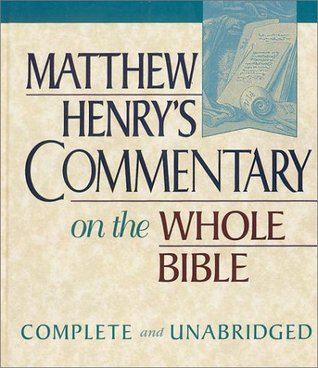 MATTHEW
HENRY'S
COMMENTARY
on the WHOLE
BIBLE
COMPLETE and UNABRIDGED